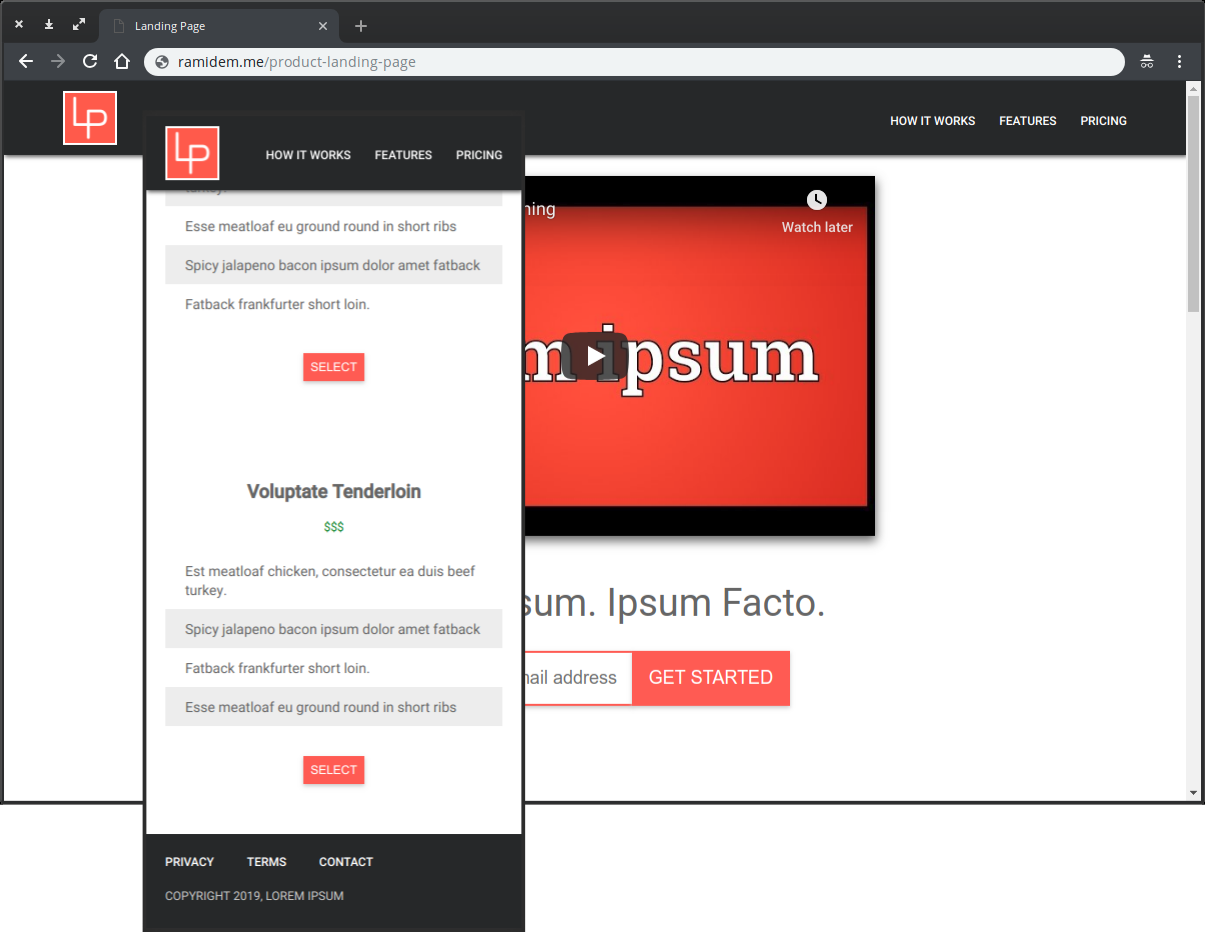 Landing Page
ramidem.me/product-landing-page
LP
HOW IT WORKS FEATURES PRICING
LP
HOW IT WORKS FEATURES PRICING
turkey.
Esse meatloaf eu ground round in short ribs
Spicy jalapeno bacon ipsum dolor amet fatback
Fatback frankfurter short loin.
SELECT
Voluptate Tenderloin
$$$
Est meatloaf chicken, consectetur ea duis beef
turkey.
Spicy jalapeno bacon ipsum dolor amet fatback
Fatback frankfurter short loin.
Esse meatloaf eu ground round in short ribs
SELECT
PRIVACY TERMS CONTACT
COPYRIGHT 2019, LOREM IPSUM
ning
Watch later
m ipsum
sum. Ipsum Facto.
mail address
GET STARTED